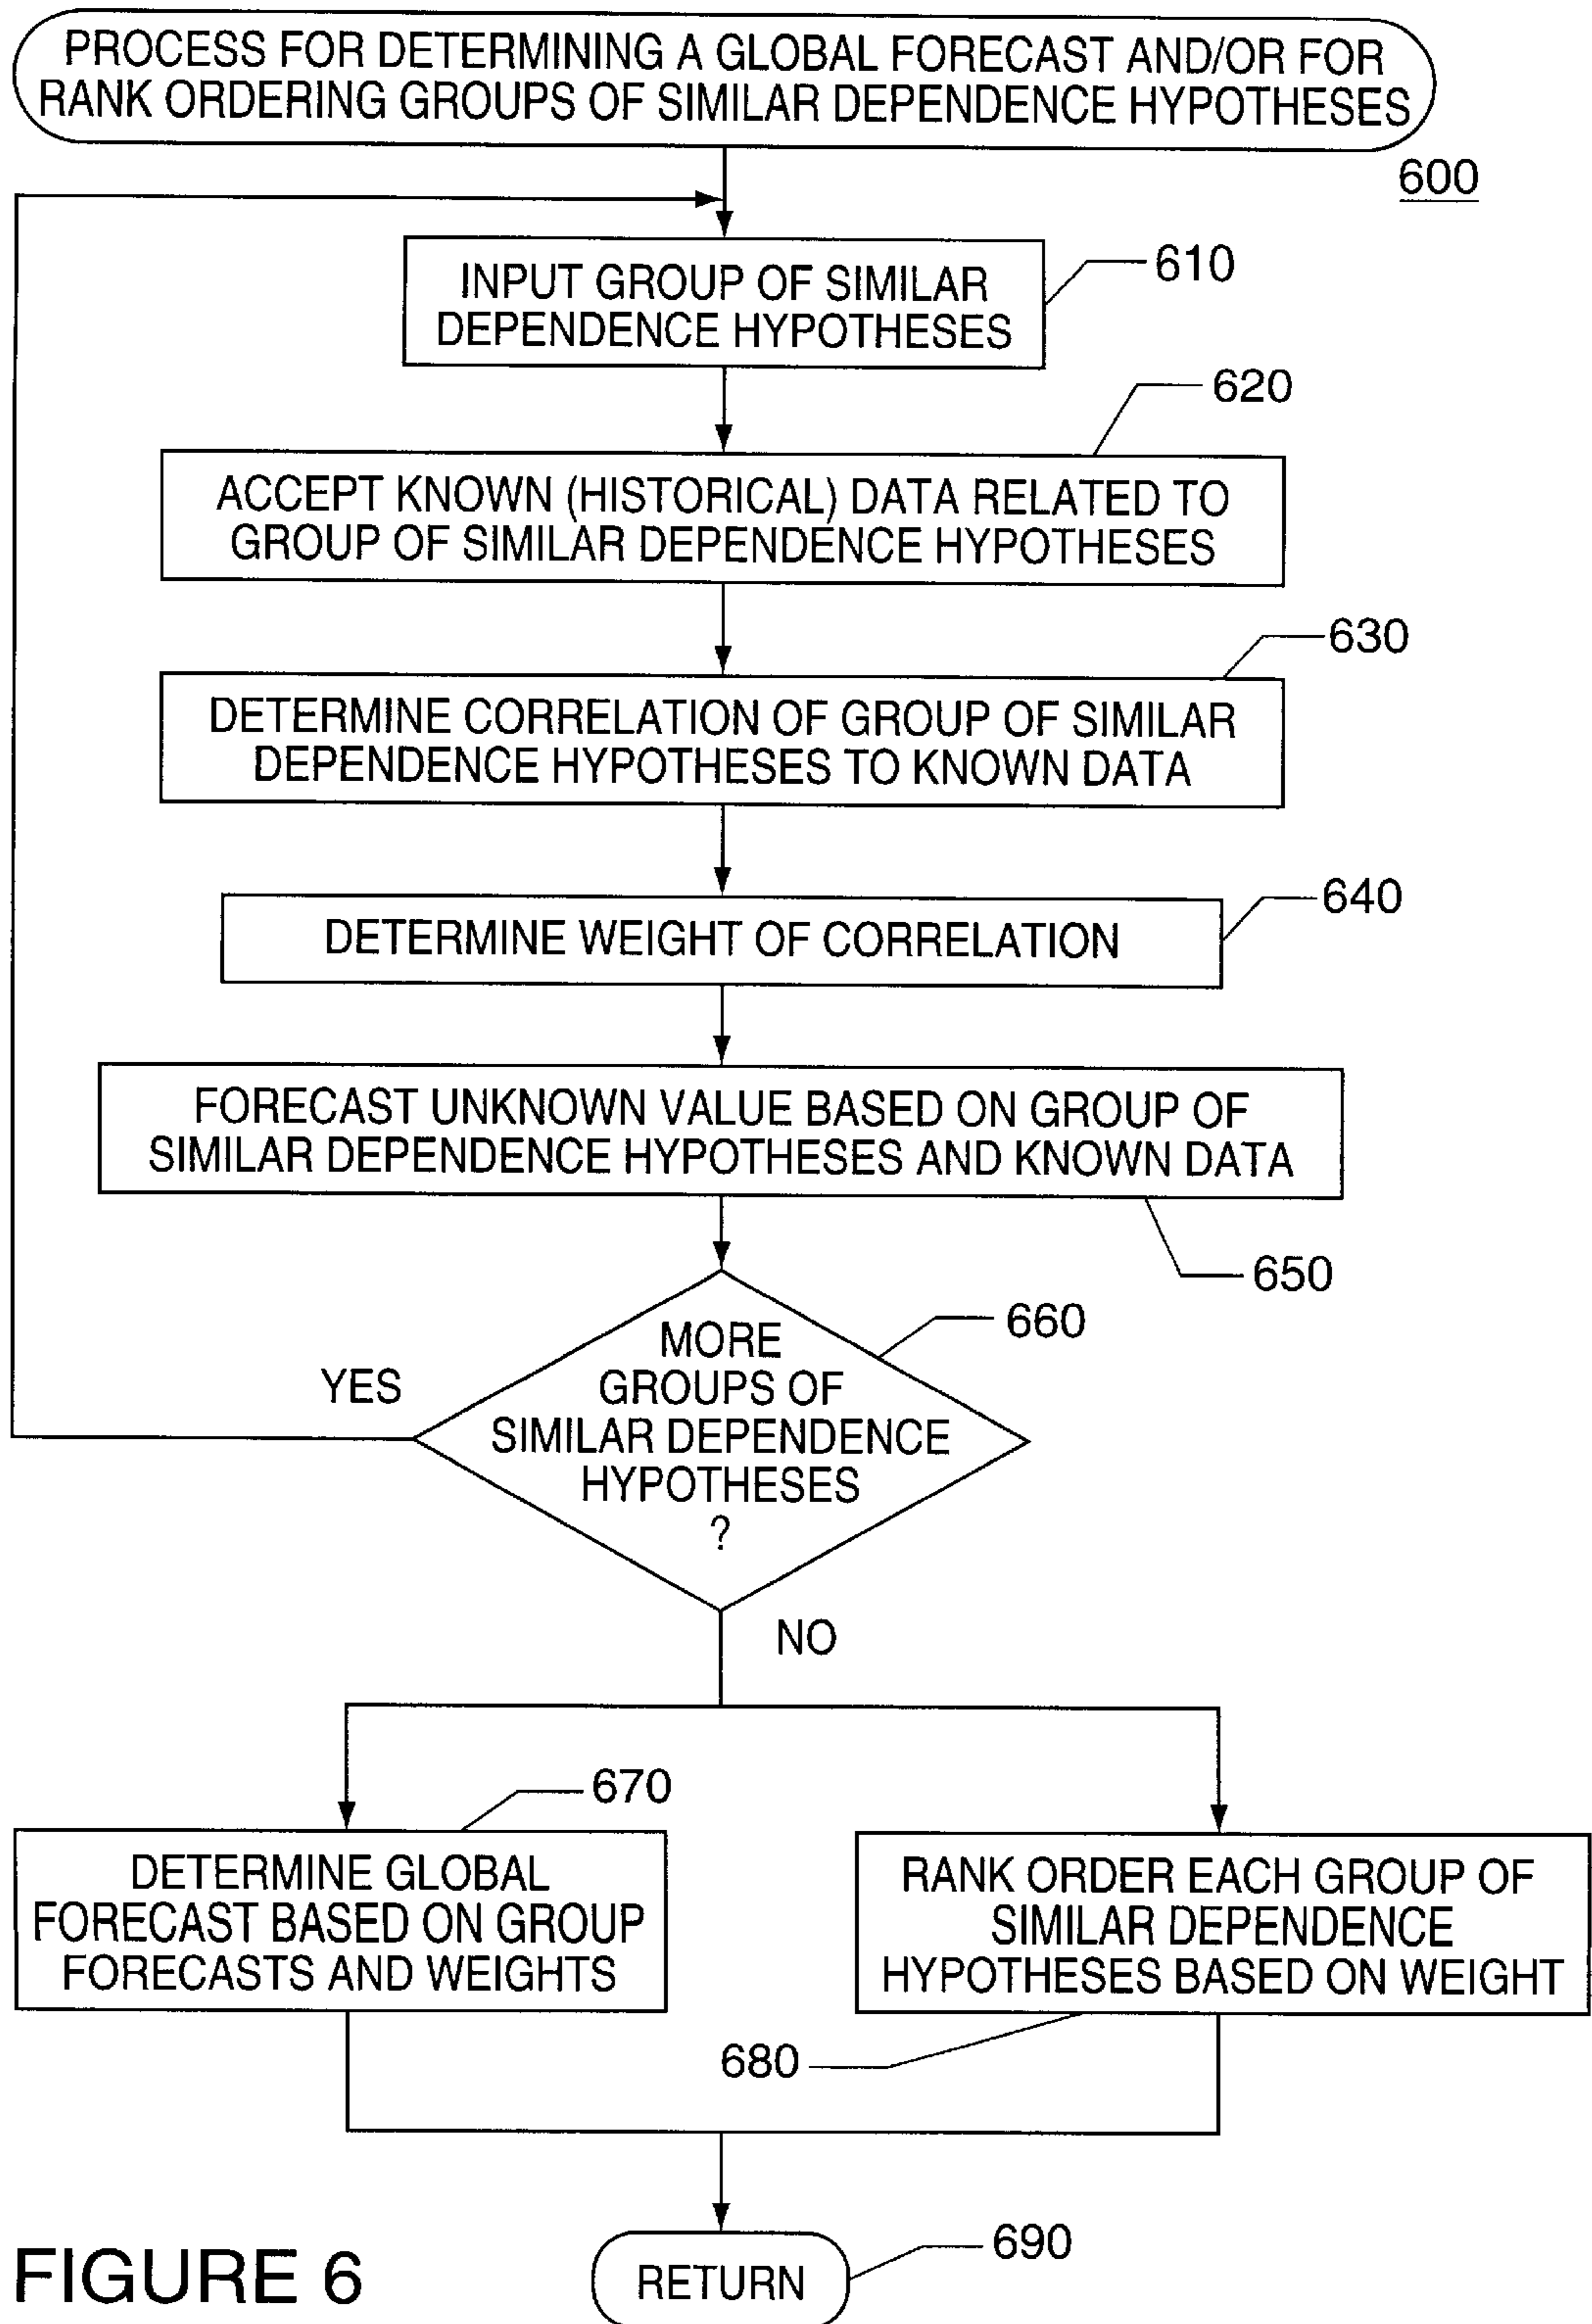 PROCESS FOR DETERMINING A GLOBAL FORECAST AND/OR FOR
RANK ORDERING GROUPS OF SIMILAR DEPENDENCE HYPOTHESES
600
INPUT GROUP OF SIMILAR
DEPENDENCE HYPOTHESES
610
620
ACCEPT KNOWN (HISTORICAL) DATA RELATED TO
GROUP OF SIMILAR DEPENDENCE HYPOTHESES
630
DETERMINE CORRELATION OF GROUP OF SIMILAR
DEPENDENCE HYPOTHESES TO KNOWN DATA
640
DETERMINE WEIGHT OF CORRELATION
FORECAST UNKNOWN VALUE BASED ON GROUP OF
SIMILAR DEPENDENCE HYPOTHESES AND KNOWN DATA
650
660
MORE
GROUPS OF
SIMILAR DEPENDENCE
HYPOTHESES
?
YES
NO
670
DETERMINE GLOBAL
FORECAST BASED ON GROUP
FORECASTS AND WEIGHTS
RANK ORDER EACH GROUP OF
SIMILAR DEPENDENCE
HYPOTHESES BASED ON WEIGHT
680
690
RETURN
FIGURE 6